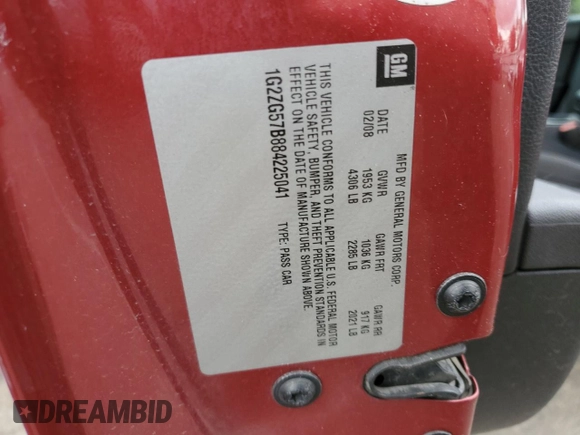 GM
MFD BY GENERAL MOTORS CORP.
DATE GVWR GAWR FRT GAWR RR
02/08 1953 KG 1036 KG 917 KG
4306 LB 2285 LB 2021 LB
THIS VEHICLE CONFORMS TO ALL APPLICABLE U.S. FEDERAL MOTOR
VEHICLE SAFETY, BUMPER, AND THEFT PREVENTION STANDARDS IN
EFFECT ON THE DATE OF MANUFACTURE SHOWN ABOVE.
1G2ZG57B884225041 TYPE: PASS CAR
DREAMBID